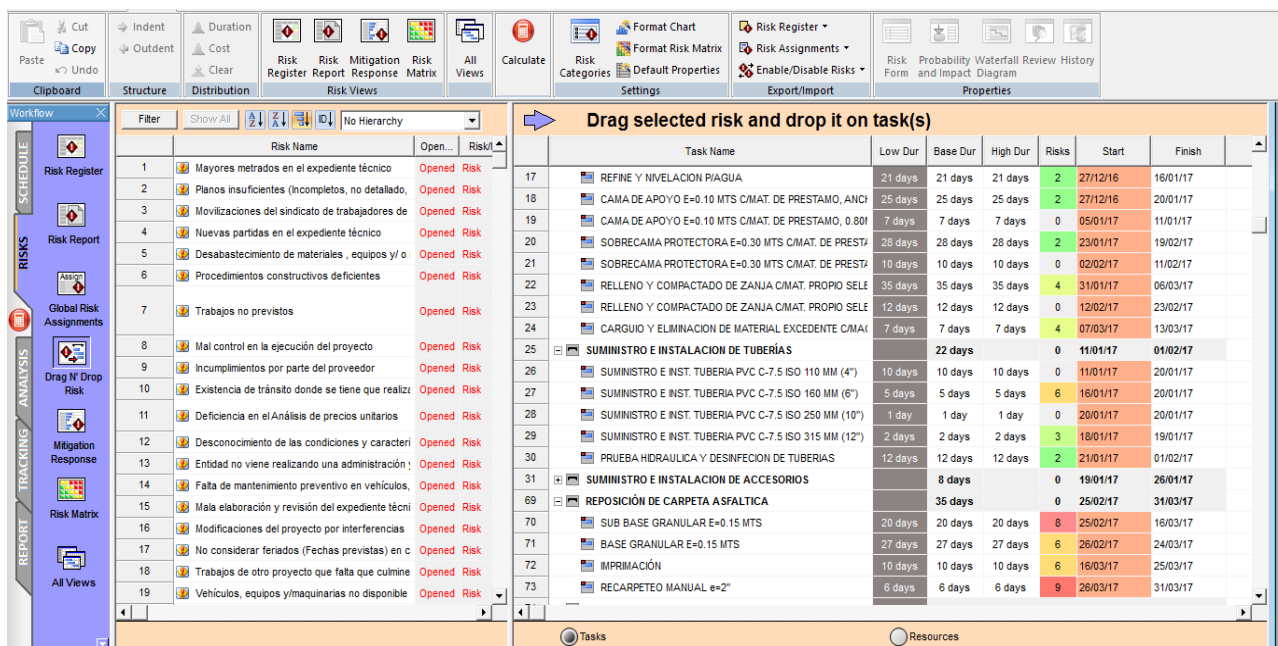 Cut
Copy
Undo
Paste
Clipboard
Indent
Outdent
Structure
Duration
Cost
Clear
Distribution
Risk Register
Risk Report
Mitigation Response
Risk Matrix
Risk Views
All Views
Calculate
Risk Categories
Format Chart
Format Risk Matrix
Default Properties
Settings
Risk Register
Risk Assignments
Enable/Disable Risks
Export/Import
Risk Form
Probability and Impact
Waterfall Diagram
Review
History
Properties
Workflow
SCHEDULE
RISKS
ANALYSIS
TRACKING
REPORT
Risk Register
Risk Report
Assign
Global Risk Assignments
Drag N' Drop Risk
Mitigation Response
Risk Matrix
All Views
Filter Show All No Hierarchy
Risk Name Open... Risk/
1 Mayores metrados en el expediente técnico Opened Risk
2 Planos insuficientes (Incompletos, no detallado, Opened Risk
3 Movilizaciones del sindicato de trabajadores de Opened Risk
4 Nuevas partidas en el expediente técnico Opened Risk
5 Desabastecimiento de materiales , equipos y/ o Opened Risk
6 Procedimientos constructivos deficientes Opened Risk
7 Trabajos no previstos Opened Risk
8 Mal control en la ejecución del proyecto Opened Risk
9 Incumplimientos por parte del proveedor Opened Risk
10 Existencia de tránsito donde se tiene que realiza Opened Risk
11 Deficiencia en el Análisis de precios unitarios Opened Risk
12 Desconocimiento de las condiciones y caracteri Opened Risk
13 Entidad no viene realizando una administración y Opened Risk
14 Falta de mantenimiento preventivo en vehículos, Opened Risk
15 Mala elaboración y revisión del expediente técni Opened Risk
16 Modificaciones del proyecto por interferencias Opened Risk
17 No considerar feriados (Fechas previstas) en c Opened Risk
18 Trabajos de otro proyecto que falta que culmine Opened Risk
19 Vehículos, equipos y/maquinarias no disponible Opened Risk
Drag selected risk and drop it on task(s)
Task Name Low Dur Base Dur High Dur Risks Start Finish
17 REFINE Y NIVELACION P/AGUA 21 days 21 days 21 days 2 27/12/16 16/01/17
18 CAMA DE APOYO E=0.10 MTS C/MAT. DE PRESTAMO, ANCH 25 days 25 days 25 days 2 27/12/16 20/01/17
19 CAMA DE APOYO E=0.10 MTS C/MAT. DE PRESTAMO, 0.80 7 days 7 days 7 days 0 05/01/17 11/01/17
20 SOBRECAMA PROTECTORA E=0.30 MTS C/MAT. DE PRESTA 28 days 28 days 28 days 2 23/01/17 19/02/17
21 SOBRECAMA PROTECTORA E=0.30 MTS C/MAT. DE PRESTA 10 days 10 days 10 days 0 02/02/17 11/02/17
22 RELLENO Y COMPACTADO DE ZANJA C/MAT. PROPIO SELE 35 days 35 days 35 days 4 31/01/17 06/03/17
23 RELLENO Y COMPACTADO DE ZANJA C/MAT. PROPIO SELE 12 days 12 days 12 days 0 12/02/17 23/02/17
24 CARGUIO Y ELIMINACION DE MATERIAL EXCEDENTE C/MAQ 7 days 7 days 7 days 4 07/03/17 13/03/17
25 SUMINISTRO E INSTALACION DE TUBERÍAS 22 days 0 11/01/17 01/02/17
26 SUMINISTRO E INST. TUBERIA PVC C-7.5 ISO 110 MM (4") 10 days 10 days 10 days 0 11/01/17 20/01/17
27 SUMINISTRO E INST. TUBERIA PVC C-7.5 ISO 160 MM (6") 5 days 5 days 5 days 6 16/01/17 20/01/17
28 SUMINISTRO E INST. TUBERIA PVC C-7.5 ISO 250 MM (10") 1 day 1 day 1 day 0 20/01/17 20/01/17
29 SUMINISTRO E INST. TUBERIA PVC C-7.5 ISO 315 MM (12") 2 days 2 days 2 days 3 18/01/17 19/01/17
30 PRUEBA HIDRAULICA Y DESINFECION DE TUBERIAS 12 days 12 days 12 days 2 21/01/17 01/02/17
31 SUMINISTRO E INSTALACION DE ACCESORIOS 8 days 0 19/01/17 26/01/17
69 REPOSICIÓN DE CARPETA ASFALTICA 35 days 0 25/02/17 31/03/17
70 SUB BASE GRANULAR E=0.15 MTS 20 days 20 days 20 days 8 25/02/17 16/03/17
71 BASE GRANULAR E=0.15 MTS 27 days 27 days 27 days 6 26/02/17 24/03/17
72 IMPRIMACIÓN 10 days 10 days 10 days 6 16/03/17 25/03/17
73 RECARPETEO MANUAL e=2" 6 days 6 days 6 days 9 26/03/17 31/03/17
Tasks Resources